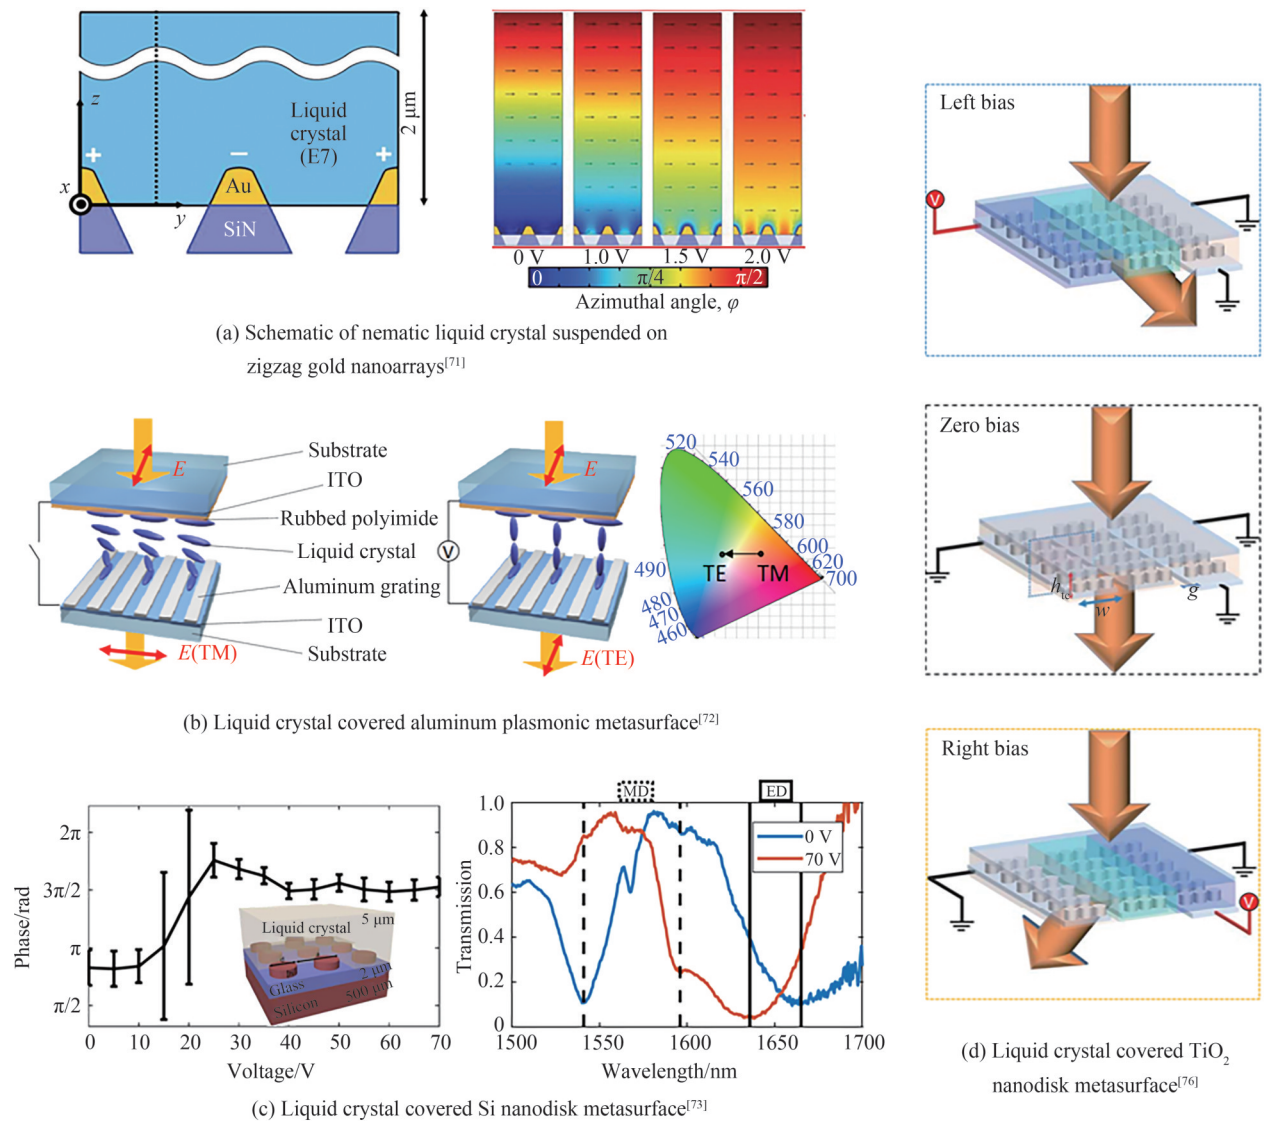 z
Liquid
crystal
(E7)
2 μm
+
−
+
Au
x
y
SiN
0 V
1.0 V
1.5 V
2.0 V
0
π/4
π/2
Azimuthal angle, φ
(a) Schematic of nematic liquid crystal suspended on
zigzag gold nanoarrays[71]
E
Substrate
ITO
Rubbed polyimide
Liquid crystal
Aluminum grating
ITO
Substrate
E(TM)
E
V
E(TE)
520
540
560
580
600
620
700
490
480
470
460
TE
TM
(b) Liquid crystal covered aluminum plasmonic metasurface[72]
Phase/rad
2π
3π/2
π
π/2
0
10
20
30
40
50
60
70
Voltage/V
5 μm
Liquid crystal
2 μm
Glass
500 μm
Silicon
MD
ED
Transmission
1.0
0.8
0.6
0.4
0.2
0
0 V
70 V
1500
1550
1600
1650
1700
Wavelength/nm
(c) Liquid crystal covered Si nanodisk metasurface[73]
Left bias
V
Zero bias
w
g
Right bias
V
(d) Liquid crystal covered TiO2
nanodisk metasurface[76]